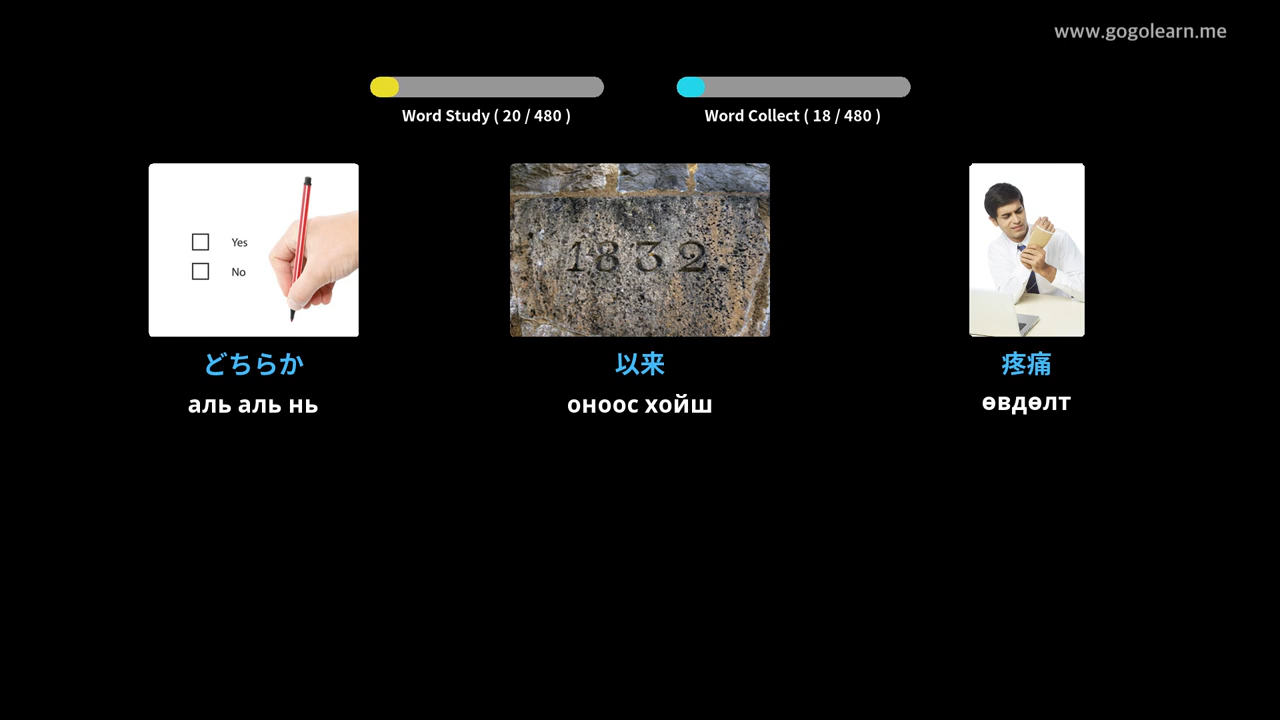 www.gogolearn.me
Word Study ( 20 / 480 )
Word Collect ( 18 / 480 )
Yes
No
1832.
どちらか
以来
疼痛
аль аль нь
оноос хойш
өвдөлт